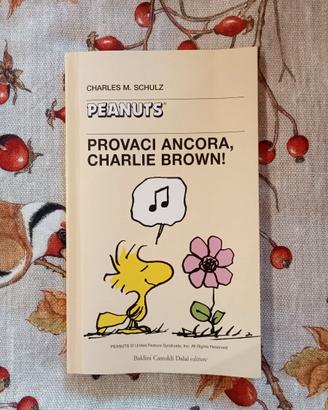 CHARLES M. SCHULZ
PEANUTS
PROVACI ANCORA,
CHARLIE BROWN!
PEANUTS © United Feature Syndicate, Inc. All Rights Reserved
Baldini Castoldi Dalai editore